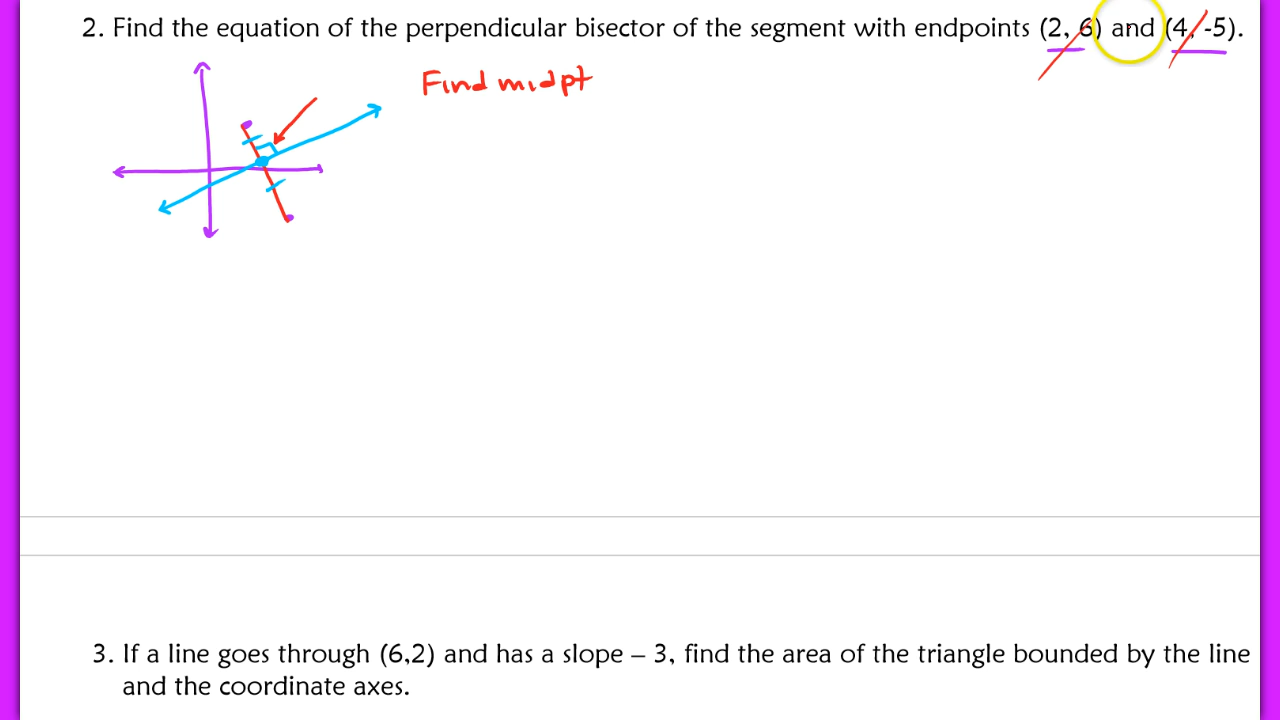 2. Find the equation of the perpendicular bisector of the segment with endpoints (2, 6) and (4, -5).
Find midpt
3. If a line goes through (6,2) and has a slope – 3, find the area of the triangle bounded by the line
and the coordinate axes.